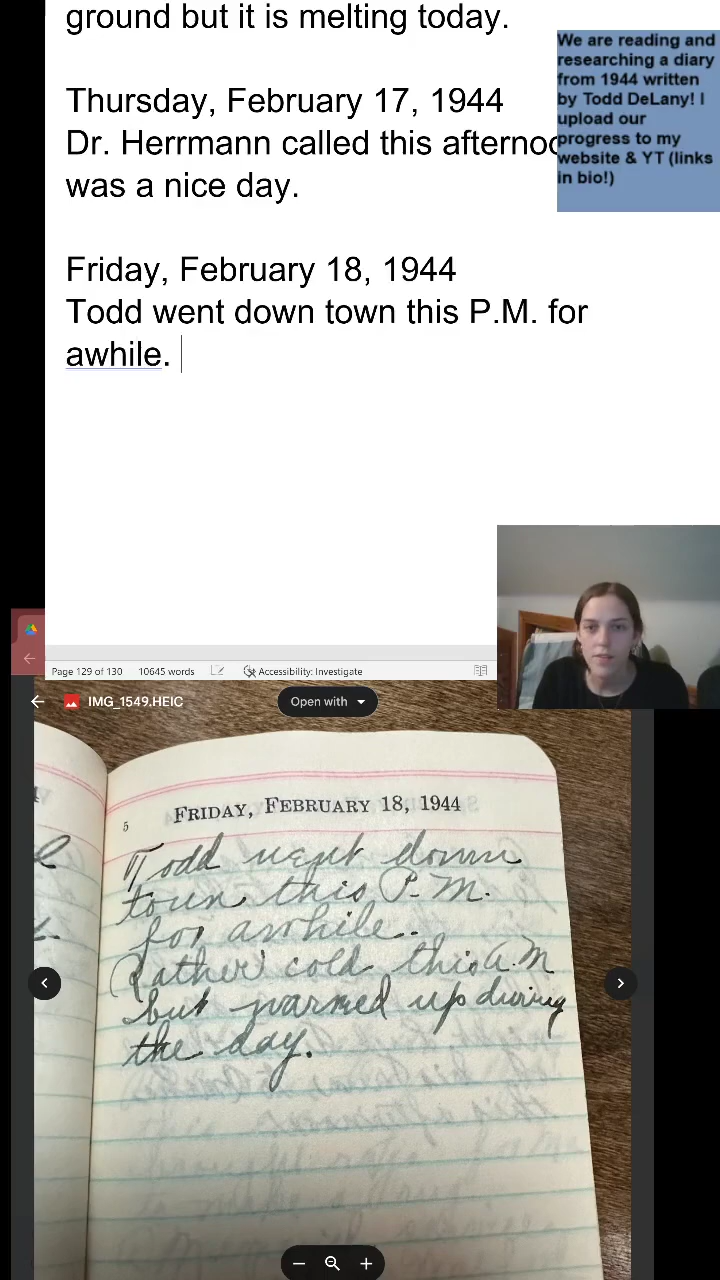 ground but it is melting today.
We are reading and
researching a diary
from 1944 written
by Todd DeLany! I
upload our
progress to my
website & YT (links
in bio!)
Thursday, February 17, 1944
Dr. Herrmann called this afternoo
was a nice day.
Friday, February 18, 1944
Todd went down town this P.M. for
awhile.
Page 129 of 130
10645 words
Accessibility: Investigate
IMG_1549.HEIC
Open with
5
FRIDAY, FEBRUARY 18, 1944
Todd went down
town this P.M.
for awhile.
Rather cold this A.M
but warmed up during
the day.